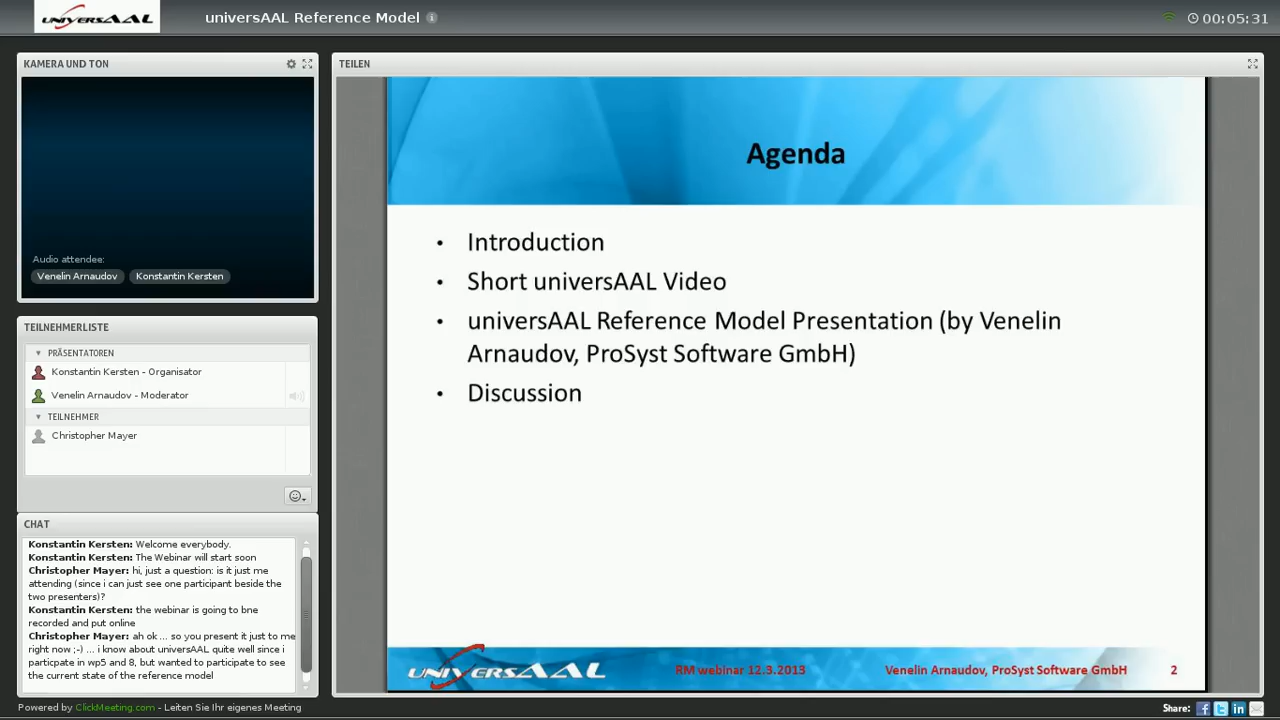 universAAL
universAAL Reference Model
00:05:31
KAMERA UND TON
Audio attendee:
Venelin Arnaudov Konstantin Kersten
TEILNEHMERLISTE
PRÄSENTATOREN
Konstantin Kersten - Organisator
Venelin Arnaudov - Moderator
TEILNEHMER
Christopher Mayer
CHAT
Konstantin Kersten: Welcome everybody.
Konstantin Kersten: The Webinar will start soon
Christopher Mayer: hi, just a question: is it just me
attending (since i can just see one participant beside the
two presenters)?
Konstantin Kersten: the webinar is going to bne
recorded and put online
Christopher Mayer: ah ok ... so you present it just to me
right now ;-) ... i know about universAAL quite well since i
partcipate in wp5 and 8, but wanted to participate to see
the current state of the reference model
TEILEN
Agenda
• Introduction
• Short universAAL Video
• universAAL Reference Model Presentation (by Venelin
Arnaudov, ProSyst Software GmbH)
• Discussion
universAAL
RM webinar 12.3.2013
Venelin Arnaudov, ProSyst Software GmbH
2
Powered by ClickMeeting.com - Leiten Sie Ihr eigenes Meeting
Share: